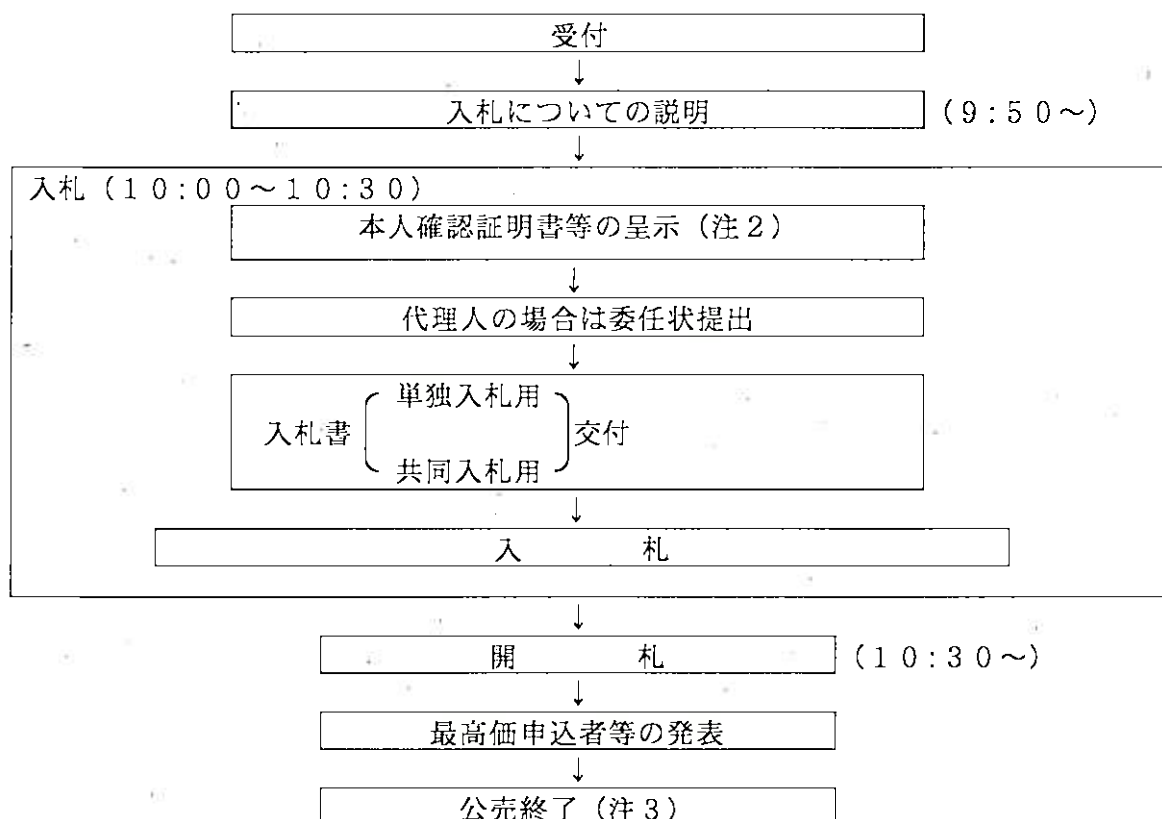 受付
↓
入札についての説明 (9:50~)
↓
入札(10:00~10:30)
本人確認証明書等の呈示(注2)
↓
代理人の場合は委任状提出
↓
単独入札用
入札書 交付
共同入札用
↓
入 札
↓
開 札 (10:30~)
↓
最高価申込者等の発表
↓
公売終了(注3)